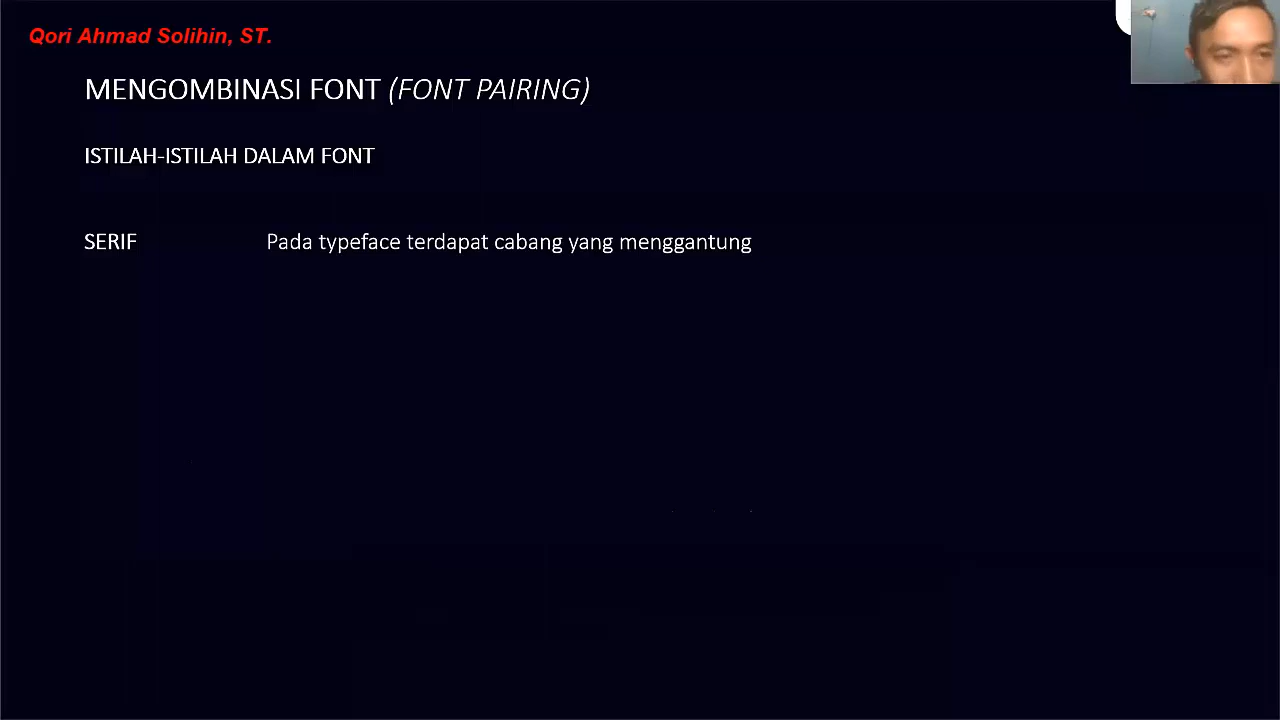 Qori Ahmad Solihin, ST.
MENGOMBINASI FONT (FONT PAIRING)
ISTILAH-ISTILAH DALAM FONT
SERIF Pada typeface terdapat cabang yang menggantung